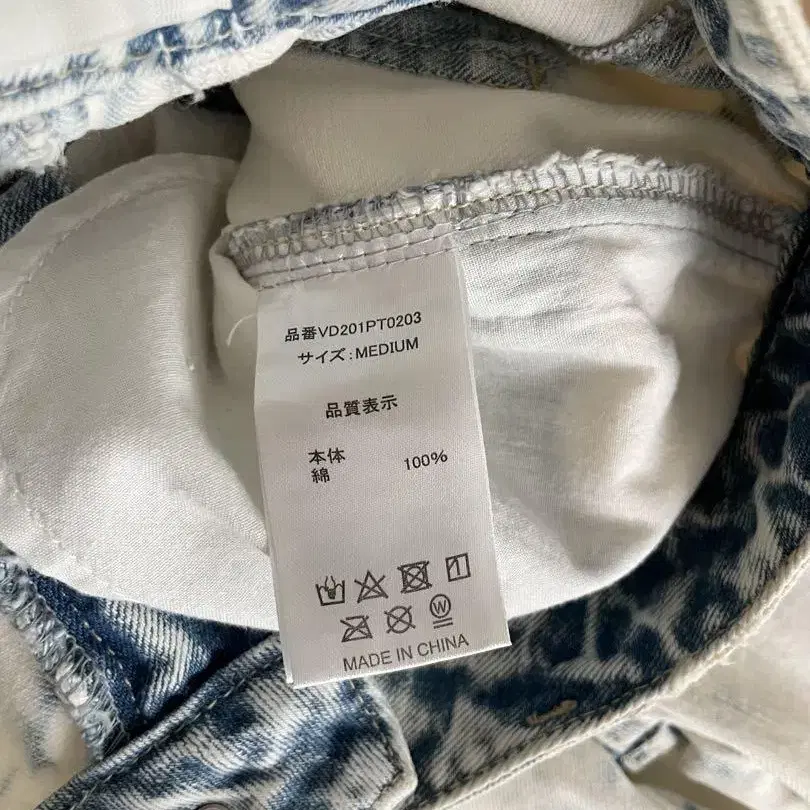 品番VD201PT0203
サイズ:MEDIUM
品質表示
本体
綿 100%
W
MADE IN CHINA